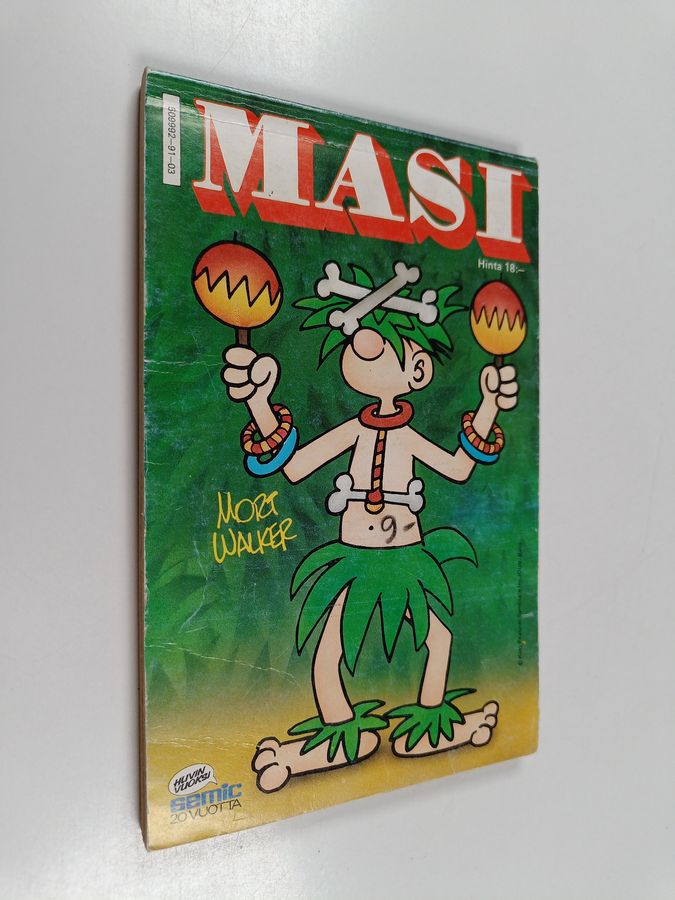 509992-91-03
MASI
Hinta 18:-
MORT
WALKER
·9-
HUVIN
VUOKSI
semic
20 VUOTTA